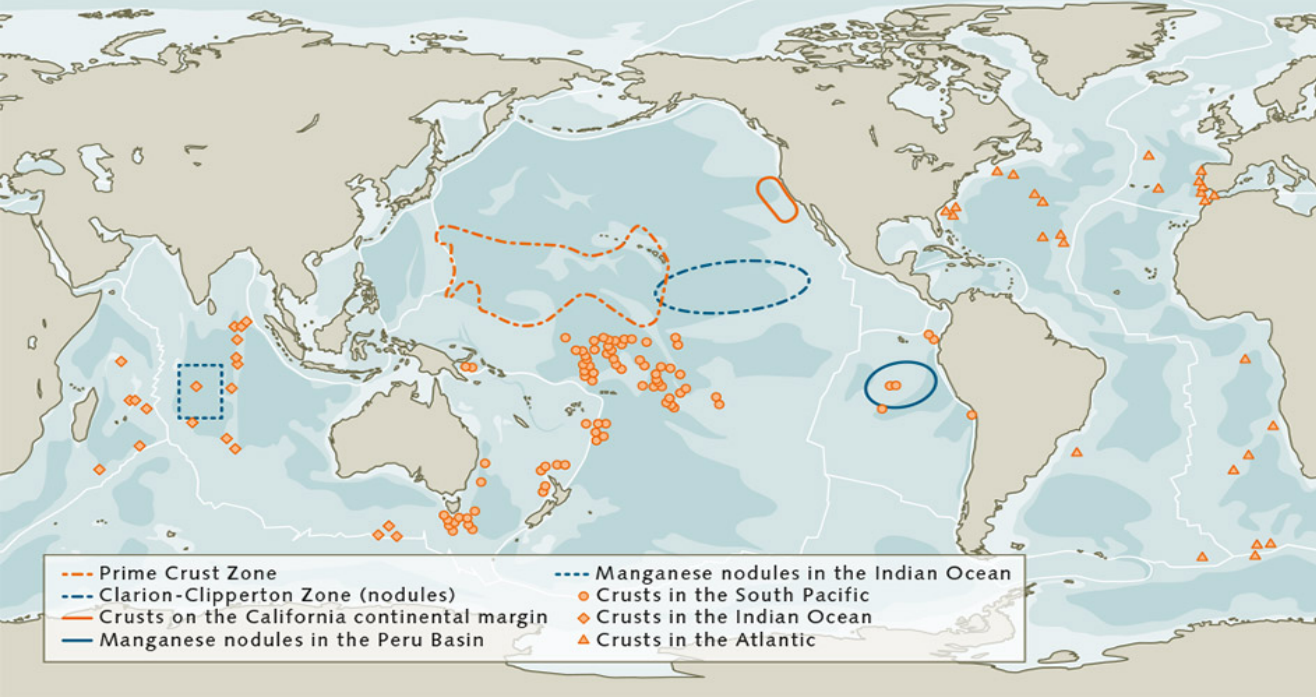 Prime Crust Zone
Clarion-Clipperton Zone (nodules)
Crusts on the California continental margin
Manganese nodules in the Peru Basin
Manganese nodules in the Indian Ocean
Crusts in the South Pacific
Crusts in the Indian Ocean
Crusts in the Atlantic